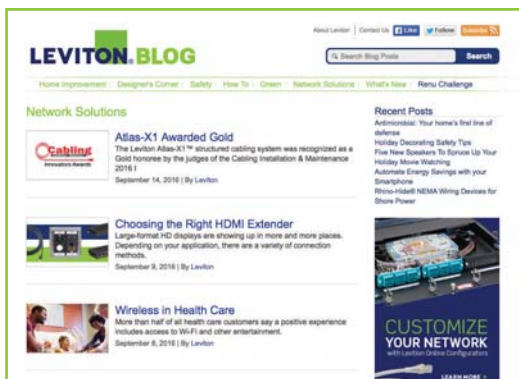 About Leviton
Contact Us
Like
Follow
Subscribe
LEVITON. BLOG
Search Blog Posts
Search
Home Improvement
Designer's Corner
Safety
How To
Green
Network Solutions
What's New
Renu Challenge
Network Solutions
Cabling
Innovators Awards
Atlas-X1 Awarded Gold
The Leviton Atlas-X1™ structured cabling system was recognized as a
Gold honoree by the judges of the Cabling Installation & Maintenance
2016 I
September 14, 2016 | By Leviton
Choosing the Right HDMI Extender
Large-format HD displays are showing up in more and more places.
Depending on your application, there are a variety of connection
methods.
September 9, 2016 | By Leviton
Wireless in Health Care
More than half of all health care customers say a positive experience
includes access to Wi-Fi and other entertainment.
September 8, 2016 | By Leviton
Recent Posts
Antimicrobial: Your home's first line of
defense
Holiday Decorating Safety Tips
Five New Speakers To Spruce Up Your
Holiday Movie Watching
Automate Energy Savings with your
Smartphone
Rhino-Hide® NEMA Wiring Devices for
Shore Power
CUSTOMIZE
YOUR NETWORK
with Leviton Online Configurators
LEARN MORE >